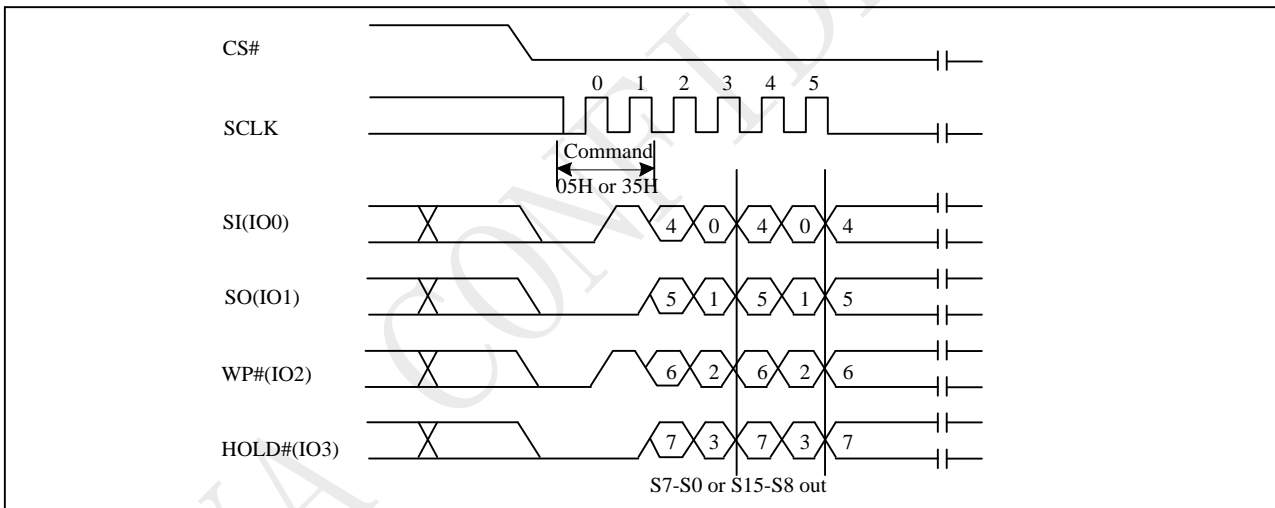 CS#
0 1 2 3 4 5
SCLK
Command
05H or 35H
SI(IO0)
4 0 4 0 4
SO(IO1)
5 1 5 1 5
WP#(IO2)
6 2 6 2 6
HOLD#(IO3)
7 3 7 3 7
S7-S0 or S15-S8 out